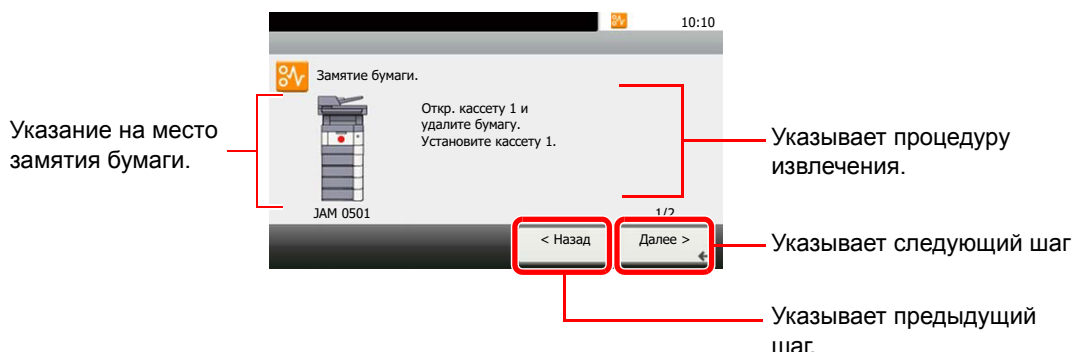 10:10
Замятие бумаги.
Откр. кассету 1 и
удалите бумагу.
Установите кассету 1.
JAM 0501
1/2
< Назад
Далее >
Указание на место
замятия бумаги.
Указывает процедуру
извлечения.
Указывает следующий шаг
Указывает предыдущий
шаг.